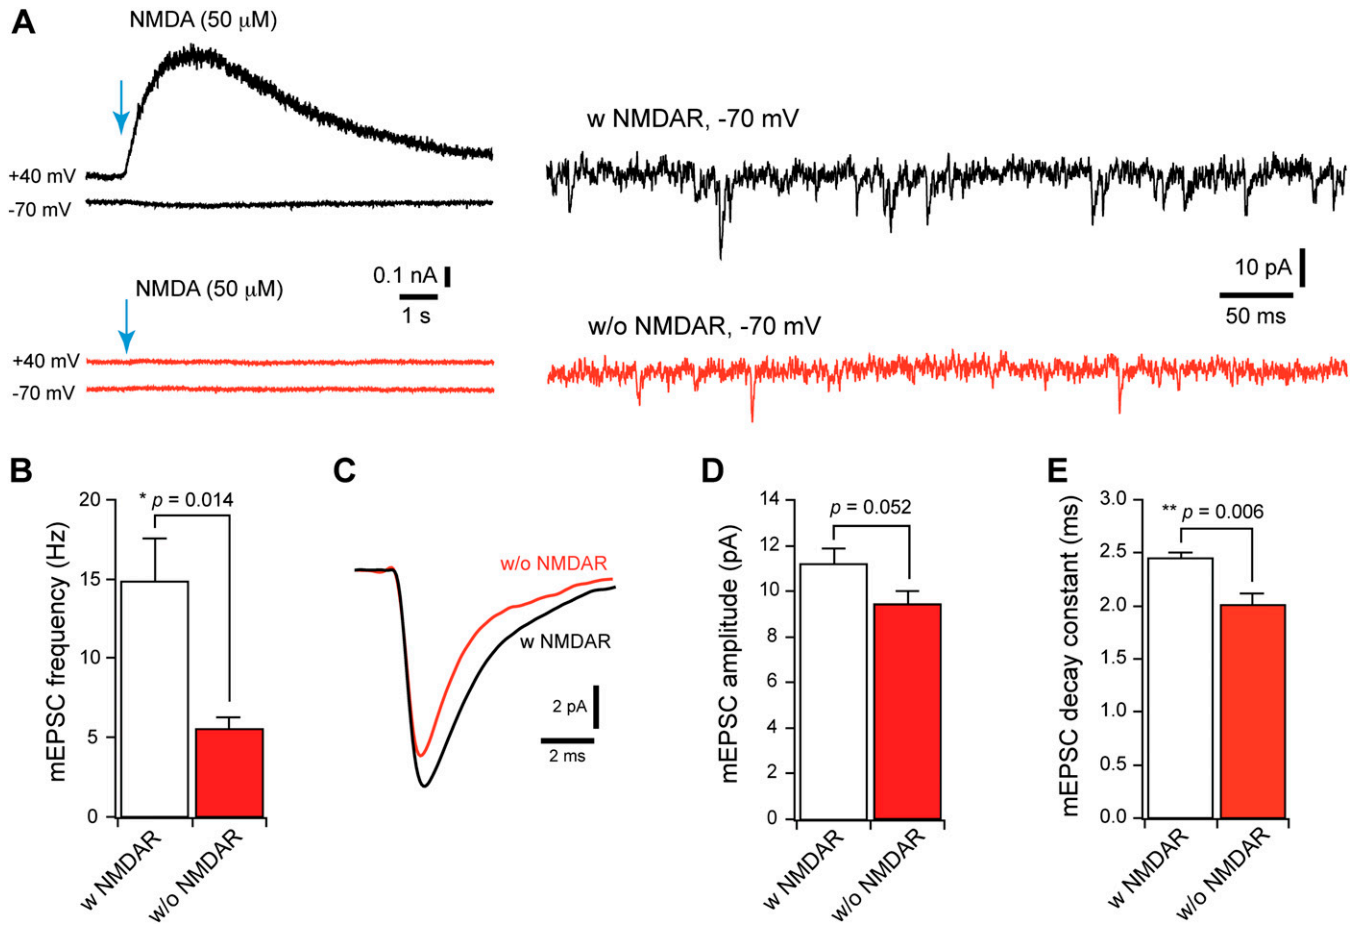 A
NMDA (50 μM)
+40 mV
-70 mV
0.1 nA
1 s
NMDA (50 μM)
+40 mV
-70 mV
w NMDAR, -70 mV
10 pA
50 ms
w/o NMDAR, -70 mV
B
mEPSC frequency (Hz)
20
15
10
5
0
* p = 0.014
w NMDAR
w/o NMDAR
C
w/o NMDAR
w NMDAR
2 pA
2 ms
D
mEPSC amplitude (pA)
14
12
10
8
6
4
2
0
p = 0.052
w NMDAR
w/o NMDAR
E
mEPSC decay constant (ms)
3.0
2.5
2.0
1.5
1.0
0.5
0.0
** p = 0.006
w NMDAR
w/o NMDAR